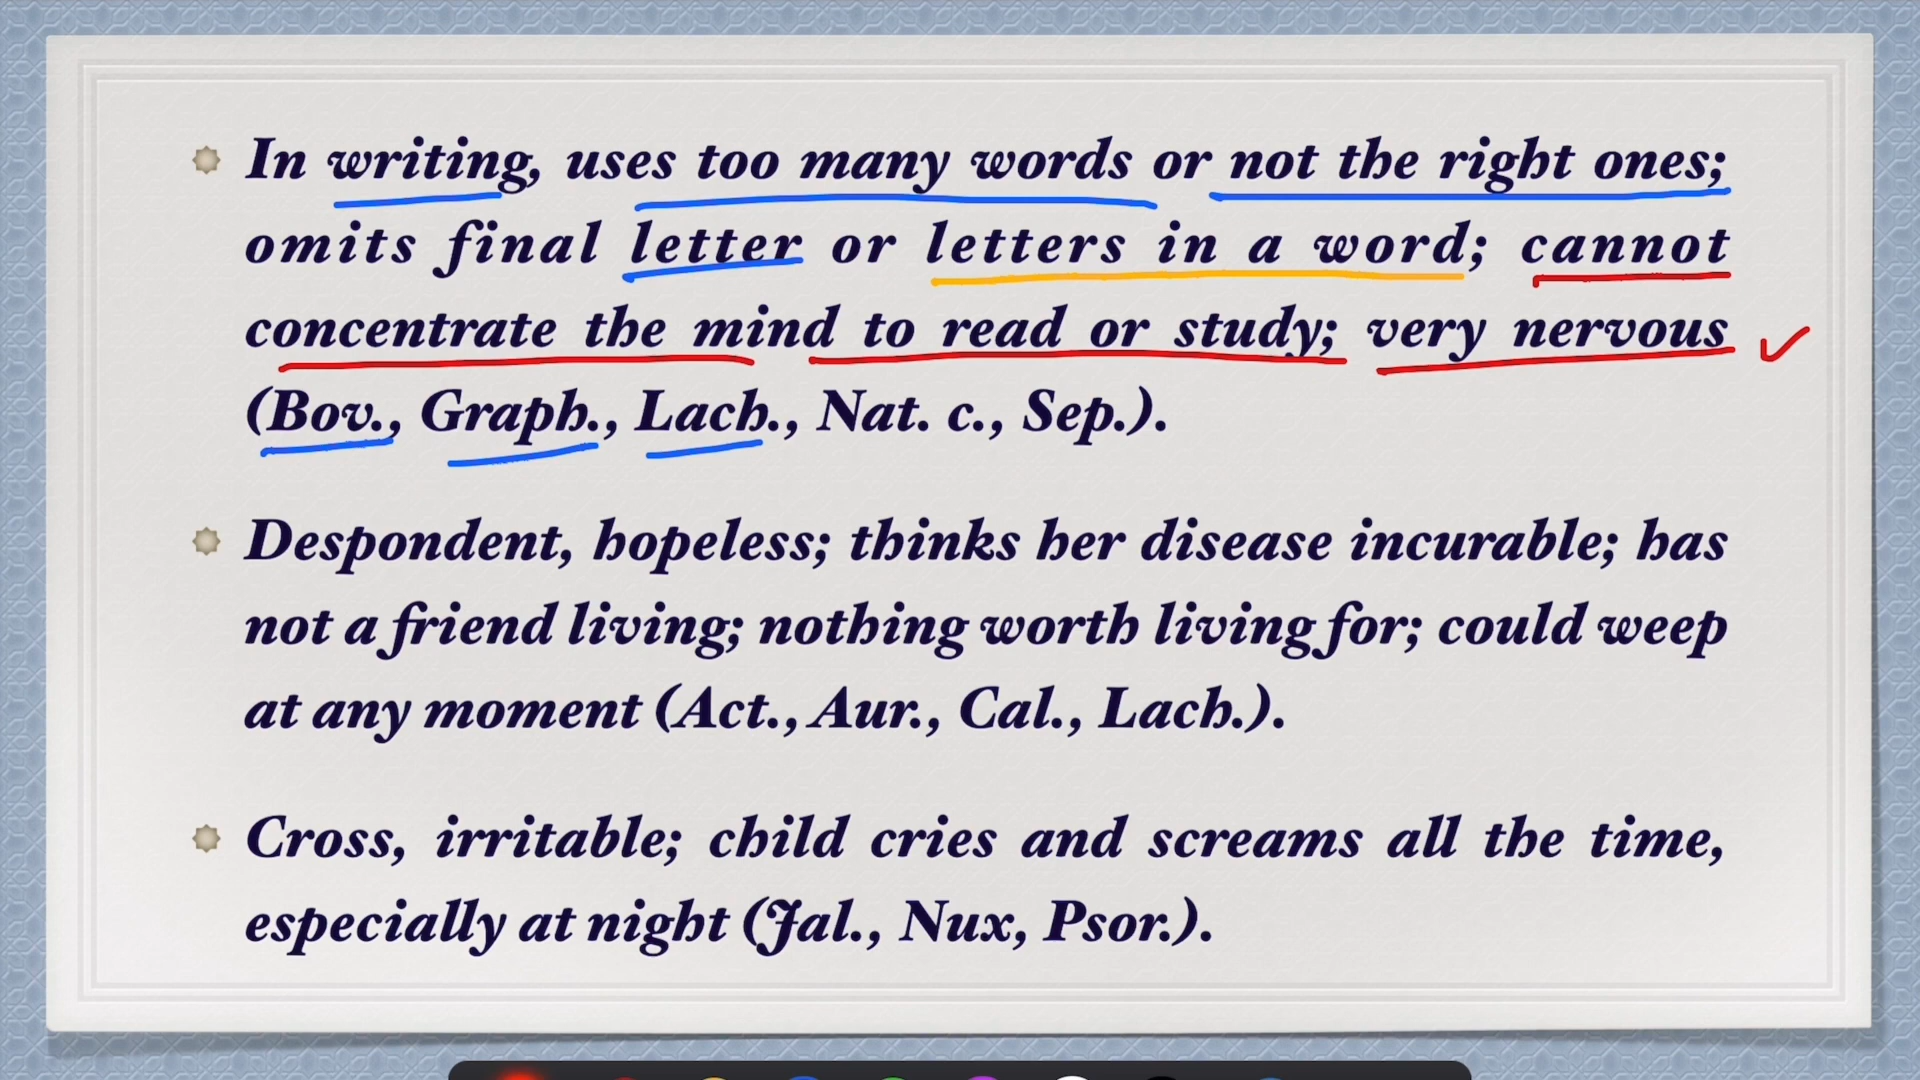 In writing, uses too many words or not the right ones;
omits final letter or letters in a word; cannot
concentrate the mind to read or study; very nervous
(Bov., Graph., Lach., Nat. c., Sep.).
Despondent, hopeless; thinks her disease incurable; has
not a friend living; nothing worth living for; could weep
at any moment (Act., Aur., Cal., Lach.).
Cross, irritable; child cries and screams all the time,
especially at night (Jal., Nux, Psor.).